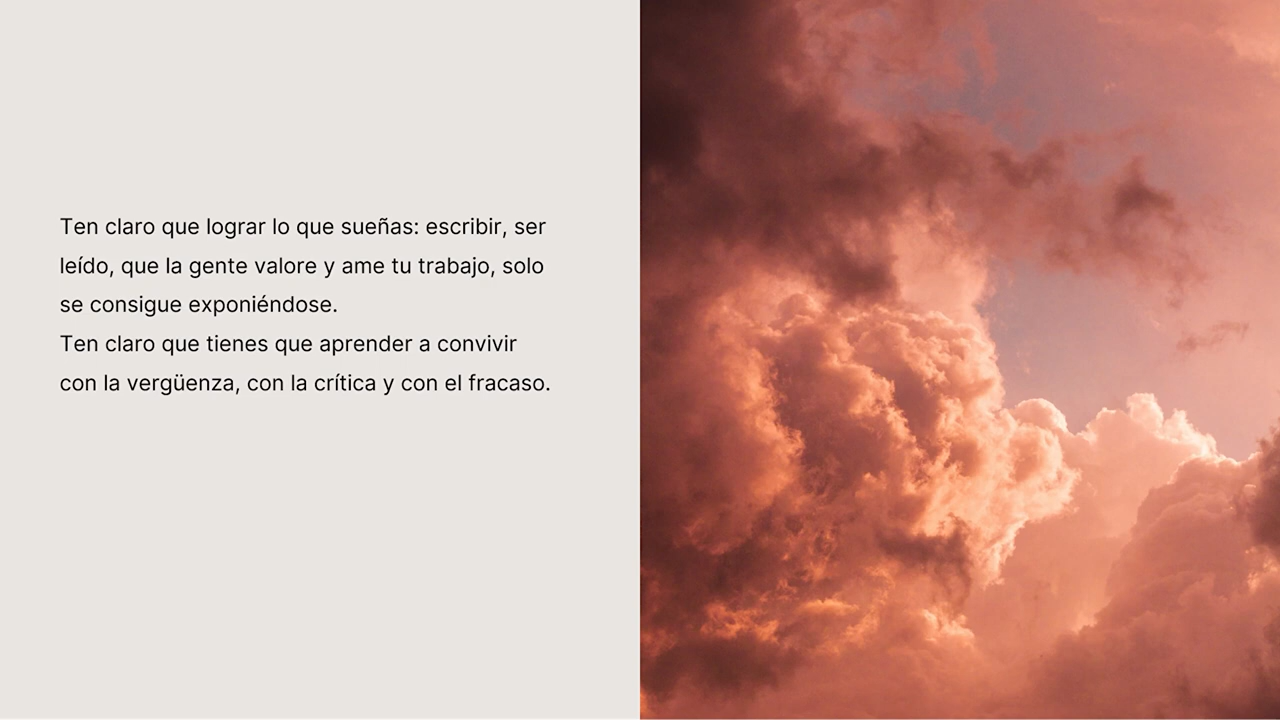 Ten claro que lograr lo que sueñas: escribir, ser
leído, que la gente valore y ame tu trabajo, solo
se consigue exponiéndose.
Ten claro que tienes que aprender a convivir
con la vergüenza, con la crítica y con el fracaso.